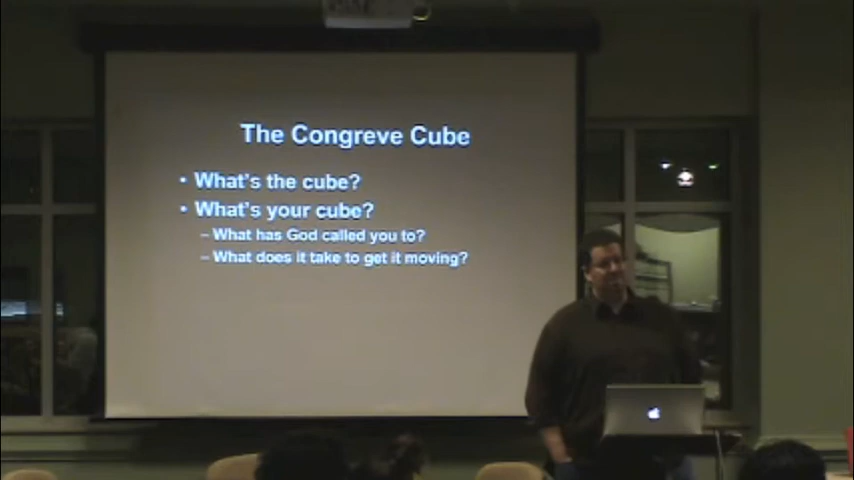 The Congreve Cube
• What's the cube?
• What's your cube?
– What has God called you to?
– What does it take to get it moving?